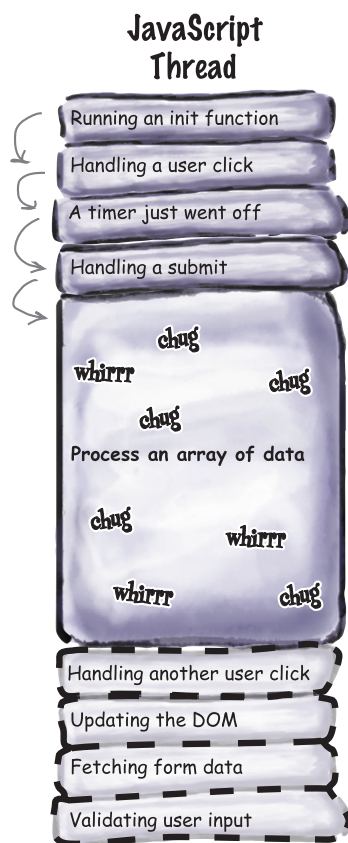 JavaScript
Thread
Running an init function
Handling a user click
A timer just went off
Handling a submit
chug
whirrr
chug
chug
Process an array of data
chug
whirrr
whirrr
chug
Handling another user click
Updating the DOM
Fetching form data
Validating user input